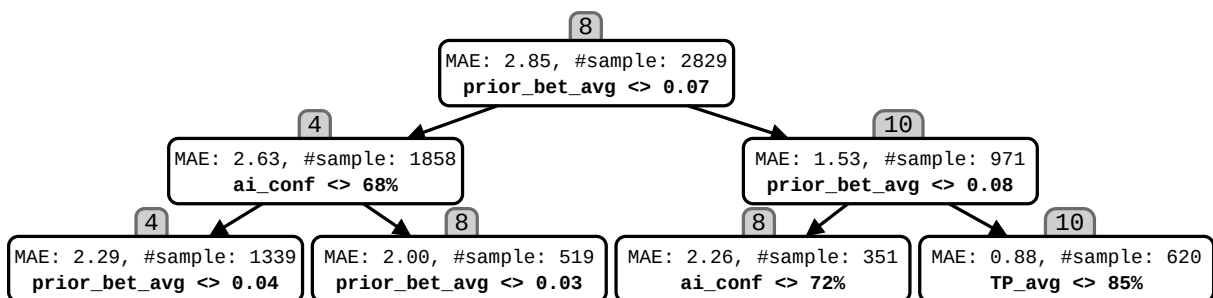 8
MAE: 2.85, #sample: 2829
prior_bet_avg <> 0.07
4
MAE: 2.63, #sample: 1858
ai_conf <> 68%
10
MAE: 1.53, #sample: 971
prior_bet_avg <> 0.08
4
MAE: 2.29, #sample: 1339
prior_bet_avg <> 0.04
8
MAE: 2.00, #sample: 519
prior_bet_avg <> 0.03
8
MAE: 2.26, #sample: 351
ai_conf <> 72%
10
MAE: 0.88, #sample: 620
TP_avg <> 85%